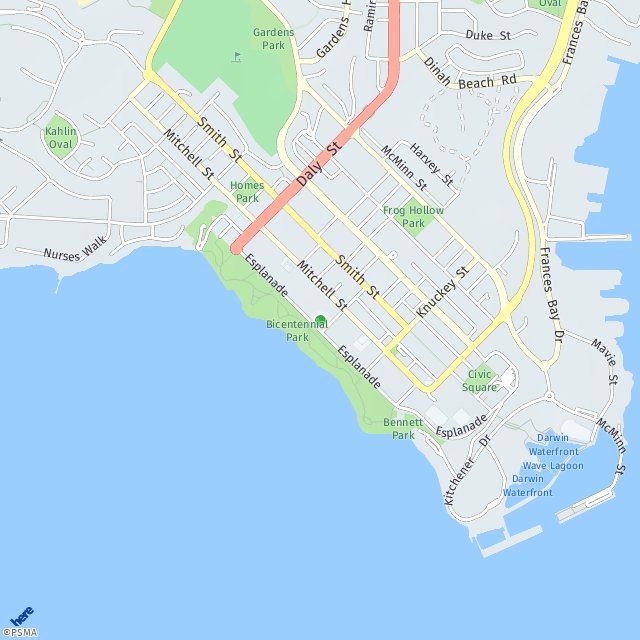 Oval
Frances Ba
Gardens H
Ramin
Gardens
Park
Duke St
Dinah Beach Rd
Kahlin
Oval
Smith St
Mitchell St
Daly St
Harvey St
McMinn St
Homes
Park
Frog Hollow
Park
Nurses Walk
Esplanade
Mitchell St
Smith St
Knuckey St
Frances Bay Dr
Bicentennial
Park
Esplanade
Mavie St
Civic
Square
Bennett
Park
Esplanade
McMinn St
Kitchener Dr
Darwin
Waterfront
Wave Lagoon
Darwin
Waterfront
here
©PSMA